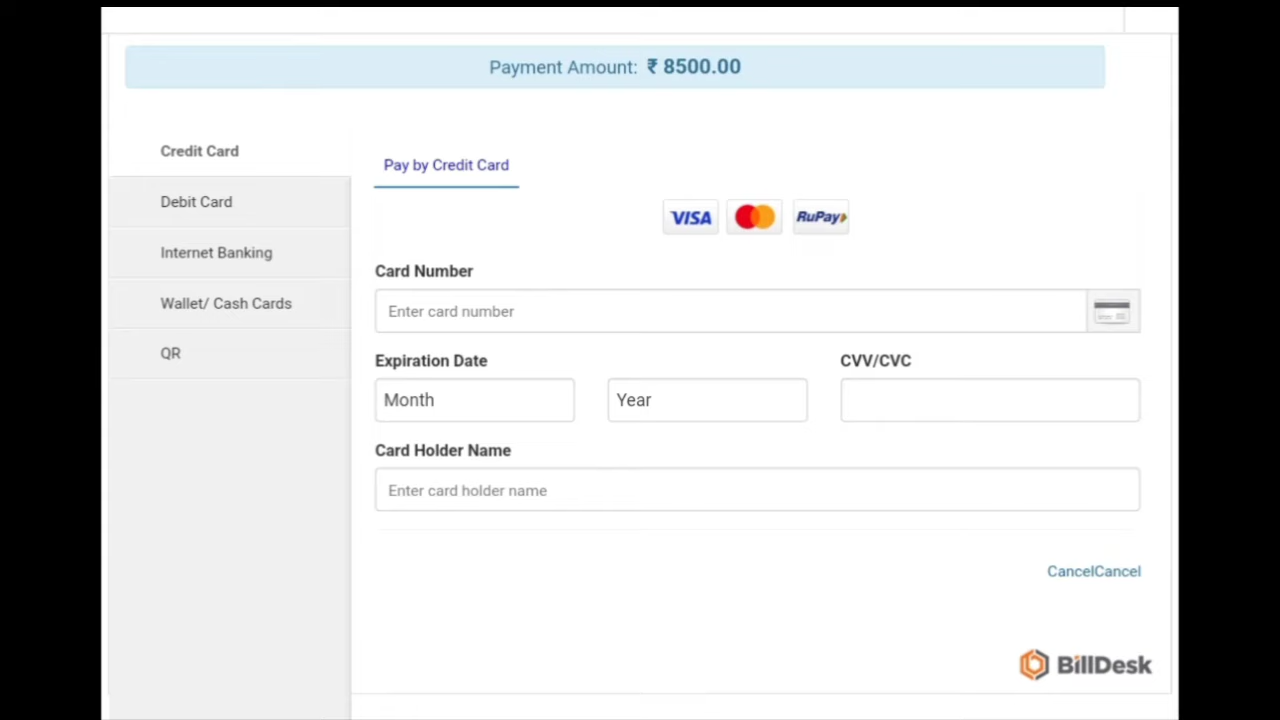 Payment Amount: ₹ 8500.00
Credit Card
Debit Card
Internet Banking
Wallet/ Cash Cards
QR
Pay by Credit Card
VISA RuPay
Card Number
Enter card number
Expiration Date CVV/CVC
Month Year
Card Holder Name
Enter card holder name
CancelCancel
BillDesk